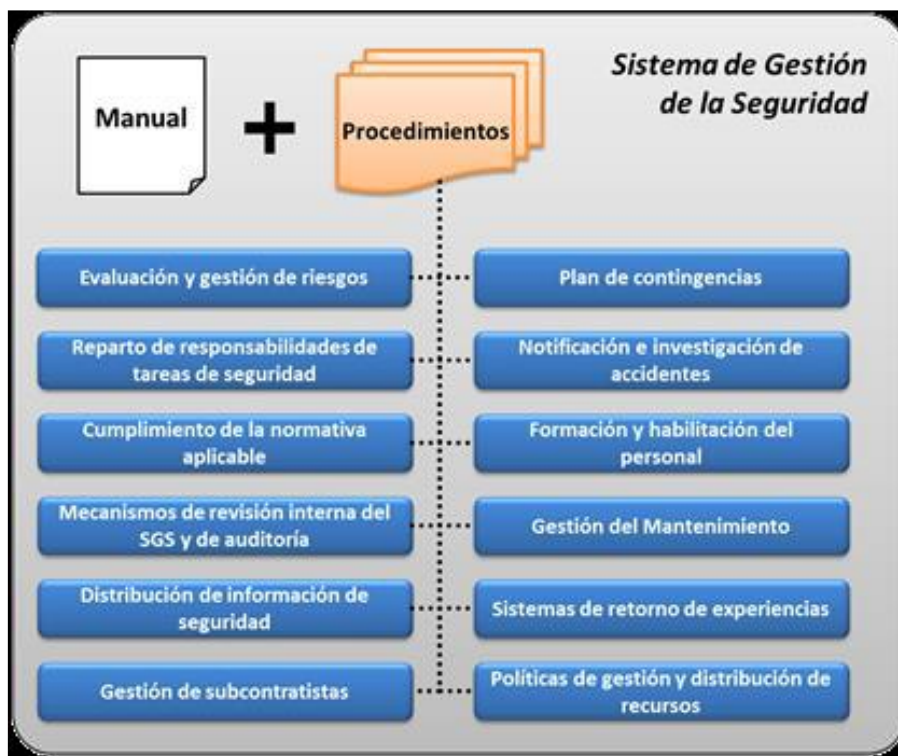 Sistema de Gestión
de la Seguridad
Manual
+
Procedimientos
Evaluación y gestión de riesgos
Plan de contingencias
Reparto de responsabilidades de
tareas de seguridad
Notificación e investigación de
accidentes
Cumplimiento de la normativa
aplicable
Formación y habilitación del
personal
Mecanismos de revisión interna del
SGS y de auditoría
Gestión del Mantenimiento
Distribución de información de
seguridad
Sistemas de retorno de experiencias
Gestión de subcontratistas
Políticas de gestión y distribución de
recursos